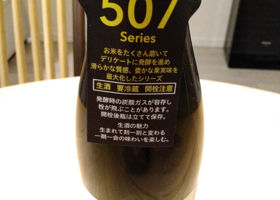 507
Series
お米をたくさん磨いて
デリケートに発酵を進め
滑らかな質感、豊かな果実味を
最大化したシリーズ
生酒 要冷蔵 開栓注意
発酵時の炭酸ガスが容存し
栓が飛ぶことがあります。
開栓後瓶は立てて保存。
生酒の魅力
生まれて刻一刻と変わる
一期一会の味わいを楽しむ。